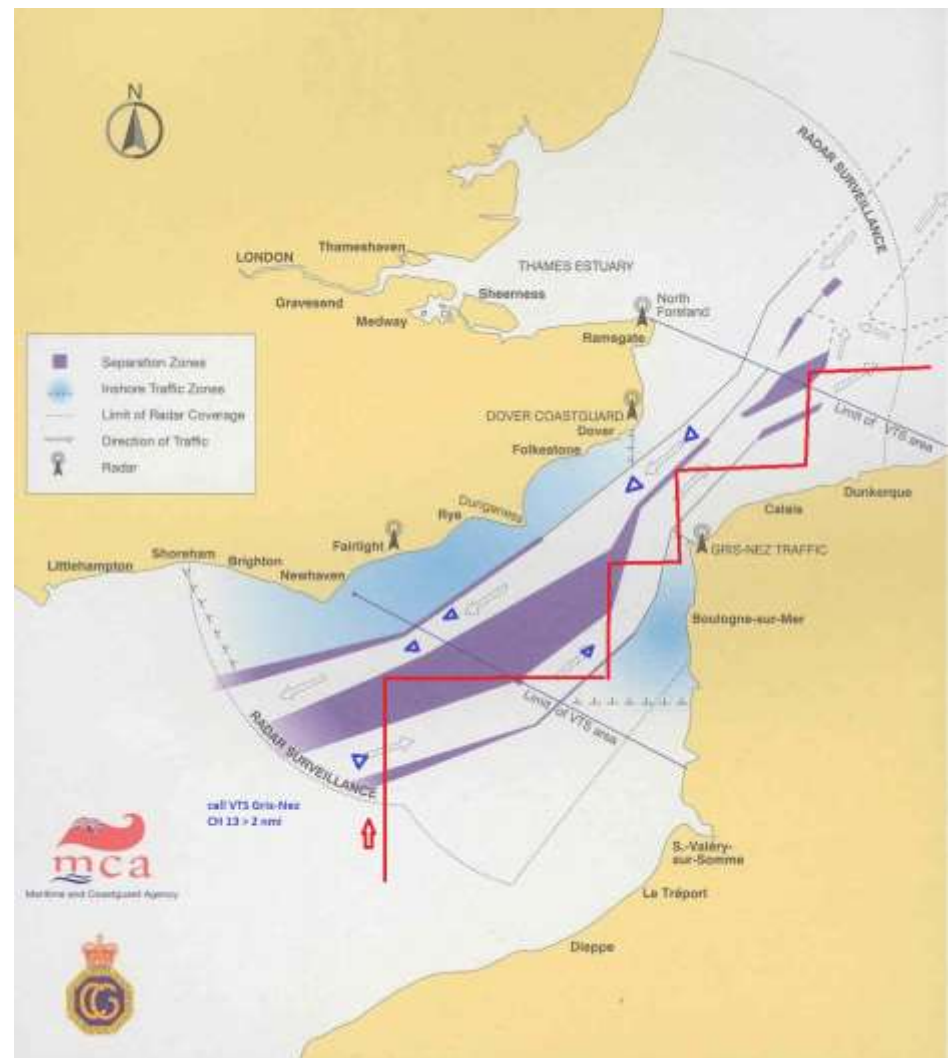 N
RADAR SURVEILLANCE
LONDON
Thameshaven
THAMES ESTUARY
Gravesend
Sheerness
Medway
North
Foreland
Ramsgate
Separation Zones
Inshore Traffic Zones
Limit of Radar Coverage
Direction of Traffic
Radar
DOVER COASTGUARD
Dover
Folkestone
Limit of VTS area
Dunkerque
Calais
Dungeness
Rye
Fairlight
GRIS-NEZ TRAFFIC
Shoreham
Brighton
Littlehampton
Newhaven
Boulogne-sur-Mer
Limit of VTS area
RADAR SURVEILLANCE
call VTS Gris-Nez
CH 13 > 2 nmi
mca
Maritime and Coastguard Agency
S.-Valéry-
sur-Somme
Le Tréport
Dieppe
CG